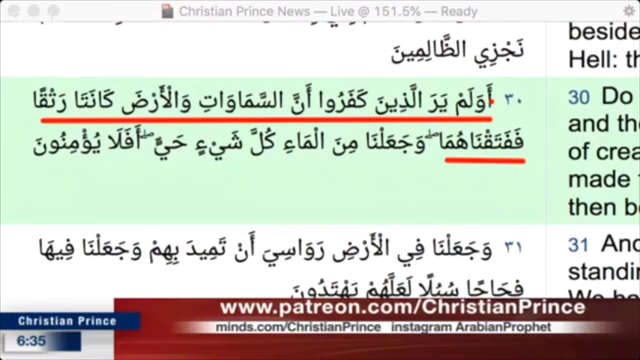 Christian Prince News — Live @ 151.5% — Ready
نَجْزِي الظَّالِمِينَ
beside
Hell: th
٣٠ أَوَلَمْ يَرَ الَّذِينَ كَفَرُوا أَنَّ السَّمَاوَاتِ وَالْأَرْضَ كَانَتَا رَتْقًا
فَفَتَقْنَاهُمَا ۖ وَجَعَلْنَا مِنَ الْمَاءِ كُلَّ شَيْءٍ حَيٍّ ۖ أَفَلَا يُؤْمِنُونَ
30 Do
and the
of crea
made
then be
٣١ وَجَعَلْنَا فِي الْأَرْضِ رَوَاسِيَ أَنْ تَمِيدَ بِهِمْ وَجَعَلْنَا فِيهَا
فِجَاجًا سُبُلًا لَعَلَّهُمْ يَهْتَدُونَ
31 And
standin
www.patreon.com/ChristianPrince
Christian Prince
minds.com/ChristianPrince instagram ArabianProphet
6:35